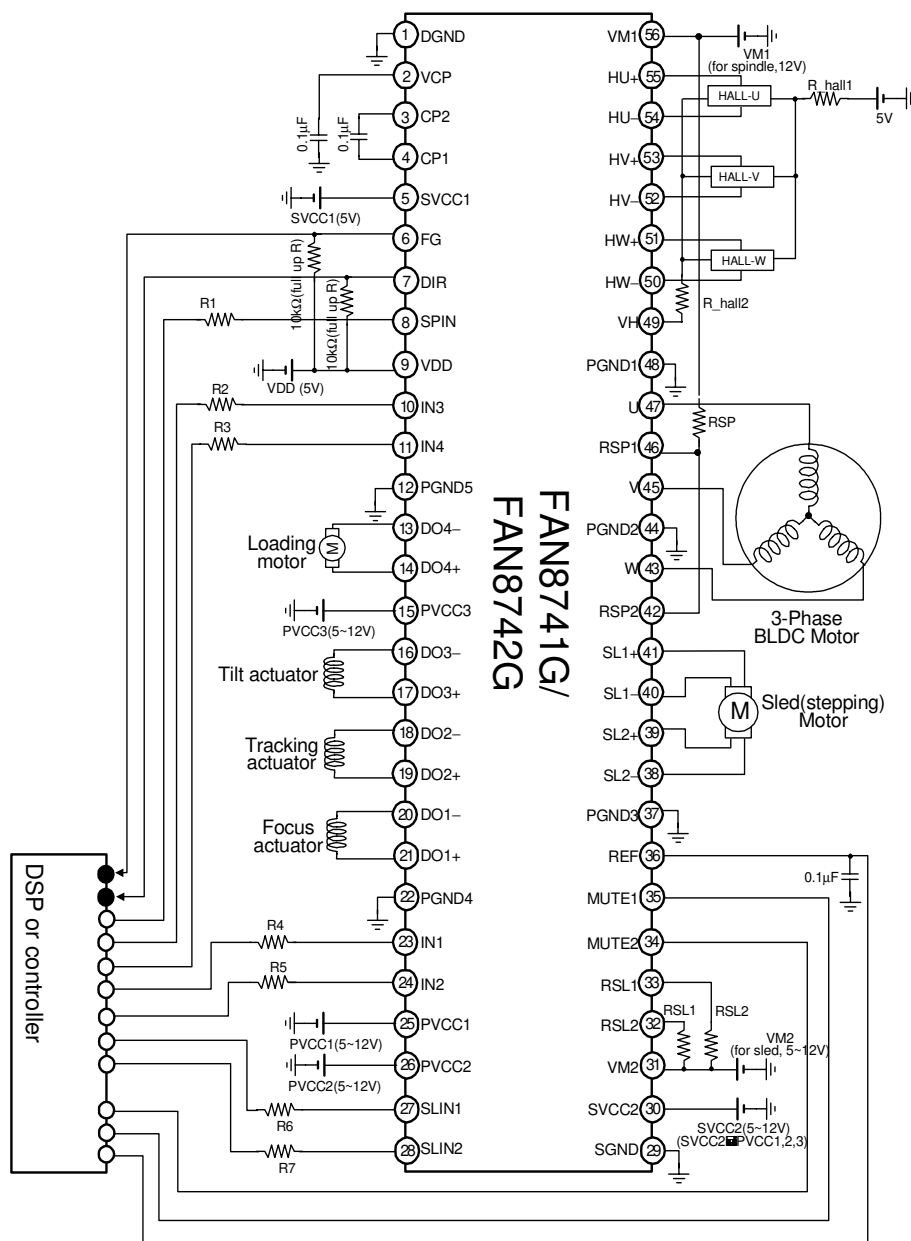 1 DGND
2 VCP
3 CP2
4 CP1
0.1µF
0.1µF
5 SVCC1
SVCC1(5V)
6 FG
7 DIR
10kΩ(full up R)
10kΩ(full up R)
R1
8 SPIN
9 VDD
VDD (5V)
R2
10 IN3
R3
11 IN4
12 PGND5
13 DO4−
Loading
motor
M
14 DO4+
15 PVCC3
PVCC3(5~12V)
16 DO3−
Tilt actuator
17 DO3+
18 DO2−
Tracking
actuator
19 DO2+
20 DO1−
Focus
actuator
21 DO1+
22 PGND4
R4
23 IN1
R5
24 IN2
25 PVCC1
PVCC1(5~12V)
26 PVCC2
PVCC2(5~12V)
27 SLIN1
R6
28 SLIN2
R7
DSP or controller
FAN8741G/
FAN8742G
VM1 56
VM1
(for spindle,12V)
HU+ 55
HALL-U
R_hall1
5V
HU− 54
HV+ 53
HALL-V
HV− 52
HW+ 51
HALL-W
HW− 50
R_hall2
VH 49
PGND1 48
U 47
RSP
RSP1 46
V 45
PGND2 44
W 43
RSP2 42
3-Phase
BLDC Motor
SL1+ 41
SL1− 40
M
Sled(stepping)
Motor
SL2+ 39
SL2− 38
PGND3 37
REF 36
0.1µF
MUTE1 35
MUTE2 34
RSL1 33
RSL1
RSL2
RSL2 32
VM2
(for sled, 5~12V)
VM2 31
SVCC2 30
SVCC2(5~12V)
(SVCC2 PVCC1,2,3)
SGND 29